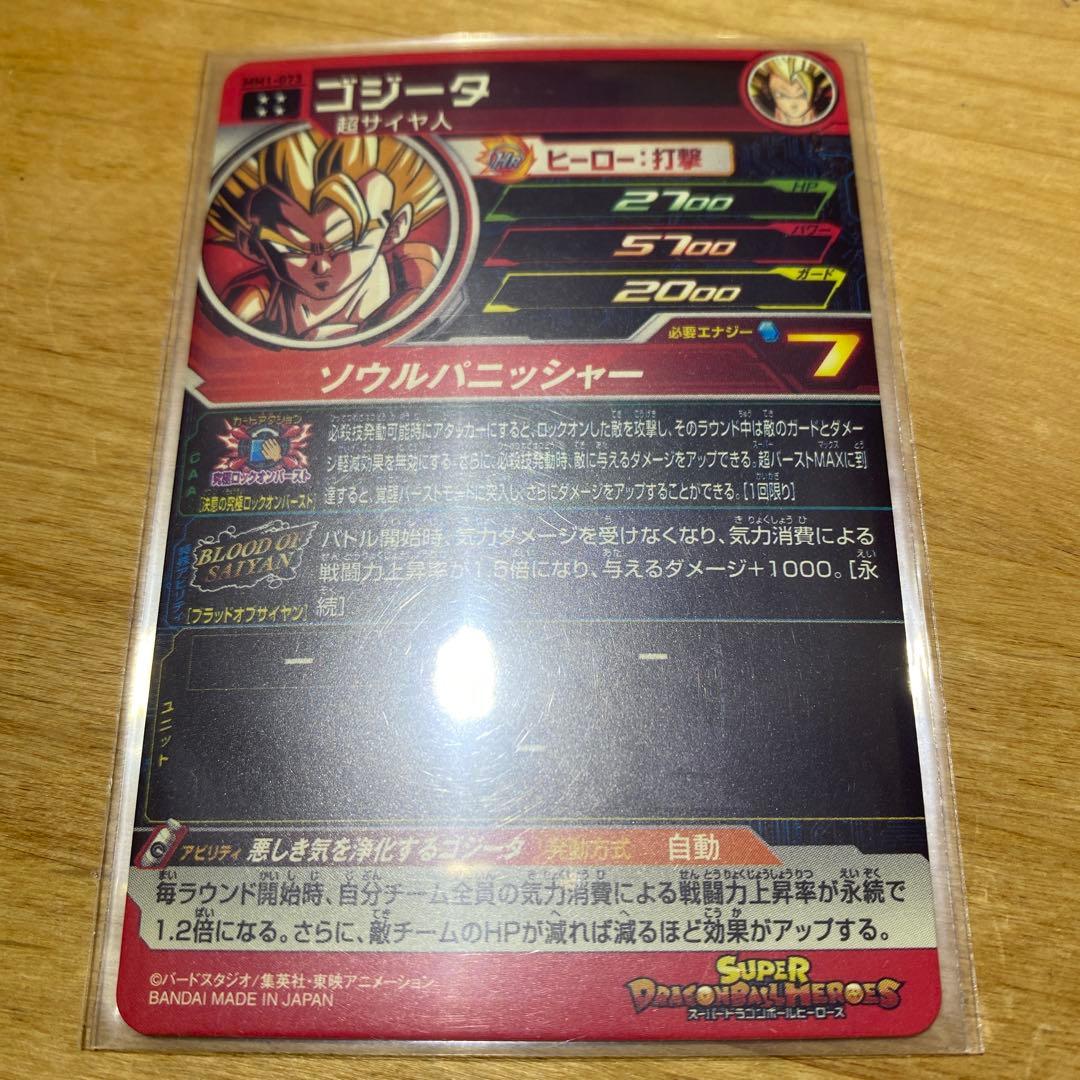 MM1-073
ゴジータ
超サイヤ人
ヒーロー:打撃
HP
2700
パワー
5700
ガード
2000
必要エナジー
7
ソウルパニッシャー
CAA
カードアクション
究極ロックオンバースト
[決意の究極ロックオンバースト]
必殺技発動可能時にアタッカーにすると、ロックオンした敵を攻撃し、そのラウンド中は敵のガードとダメー
ジ軽減効果を無効にする。さらに、必殺技発動時、敵に与えるダメージをアップできる。超バーストMAXに到
達すると、覚醒バーストモードに突入し、さらにダメージをアップすることができる。[1回限り]
BLOOD OF
SAIYAN
[ブラッドオブサイヤン]
バトル開始時、気力ダメージを受けなくなり、気力消費による
戦闘力上昇率が1.5倍になり、与えるダメージ+1000。[永
続]
ユニット
アビリティ 悪しき気を浄化するゴジータ 発動方式 自動
毎ラウンド開始時、自分チーム全員の気力消費による戦闘力上昇率が永続で
1.2倍になる。さらに、敵チームのHPが減れば減るほど効果がアップする。
©バードスタジオ/集英社・東映アニメーション
BANDAI MADE IN JAPAN
SUPER
DRAGONBALL HEROES
スーパードラゴンボールヒーローズ